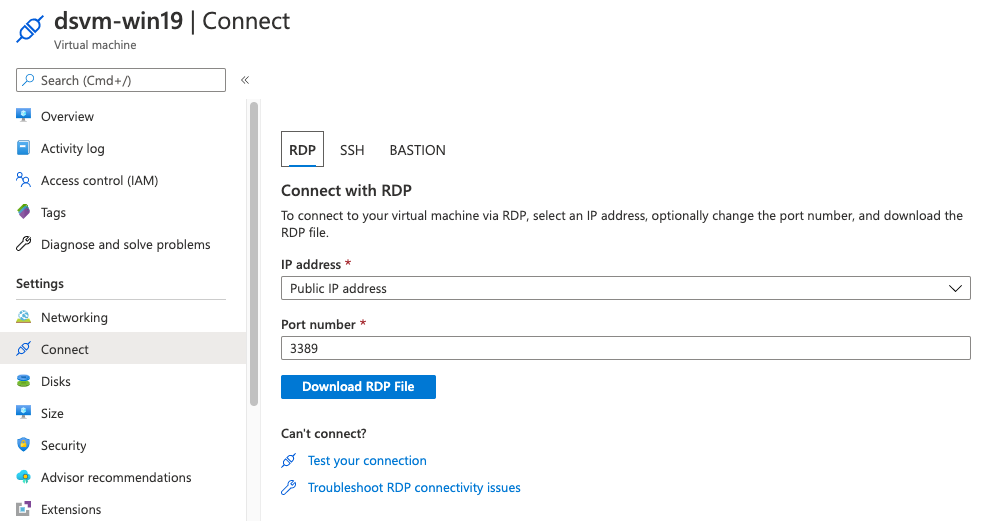 dsvm-win19 | Connect
Virtual machine
Search (Cmd+/)
«
Overview
Activity log
Access control (IAM)
Tags
Diagnose and solve problems
Settings
Networking
Connect
Disks
Size
Security
Advisor recommendations
Extensions
RDP SSH BASTION
Connect with RDP
To connect to your virtual machine via RDP, select an IP address, optionally change the port number, and download the
RDP file.
IP address *
Public IP address
Port number *
3389
Download RDP File
Can't connect?
Test your connection
Troubleshoot RDP connectivity issues